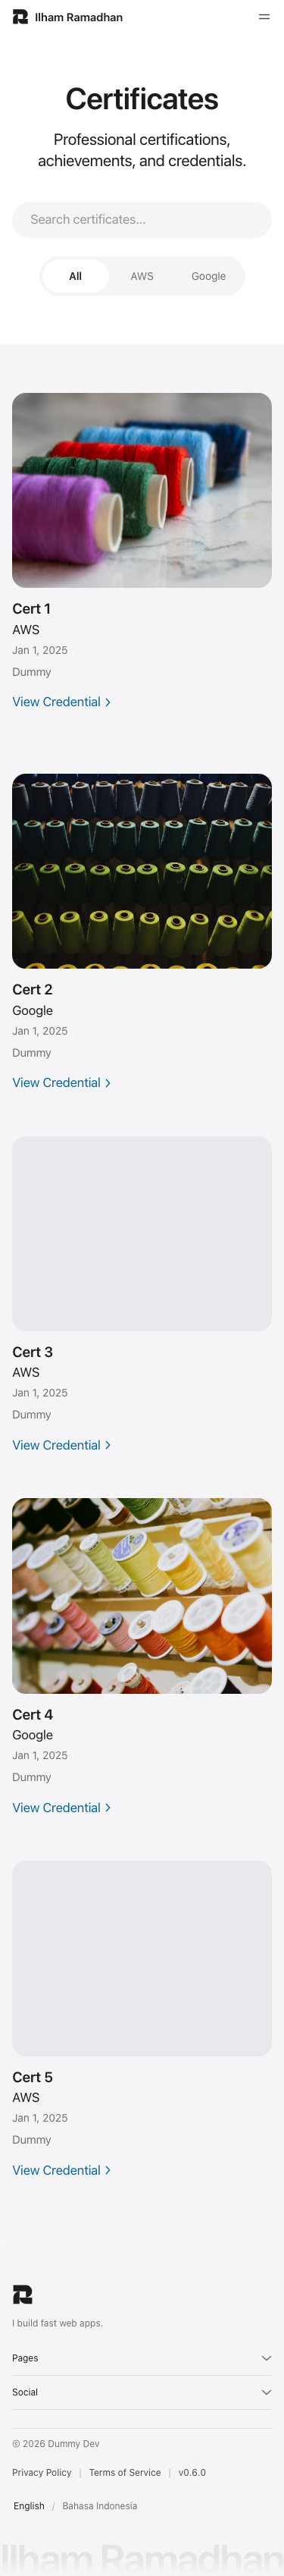 Ilham Ramadhan
Certificates
Professional certifications,
achievements, and credentials.
Search certificates...
All
AWS
Google
Cert 1
AWS
Jan 1, 2025
Dummy
View Credential
Cert 2
Google
Jan 1, 2025
Dummy
View Credential
Cert 3
AWS
Jan 1, 2025
Dummy
View Credential
Cert 4
Google
Jan 1, 2025
Dummy
View Credential
Cert 5
AWS
Jan 1, 2025
Dummy
View Credential
I build fast web apps.
Pages
Social
© 2026 Dummy Dev
Privacy Policy | Terms of Service | v0.6.0
English / Bahasa Indonesia
Ilham Ramadhan